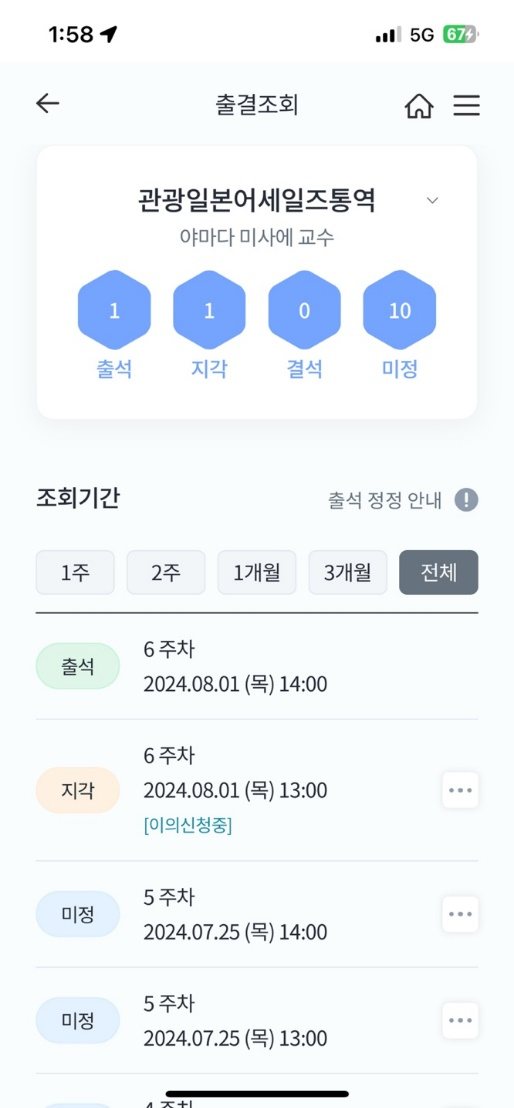 1:58
5G 67
출결조회
관광일본어세일즈통역
야마다 미사에 교수
1 1 0 10
출석 지각 결석 미정
조회기간 출석 정정 안내 !
1주 2주 1개월 3개월 전체
6 주차
출석 2024.08.01 (목) 14:00
6 주차
지각 2024.08.01 (목) 13:00
[이의신청중]
5 주차
미정 2024.07.25 (목) 14:00
5 주차
미정 2024.07.25 (목) 13:00